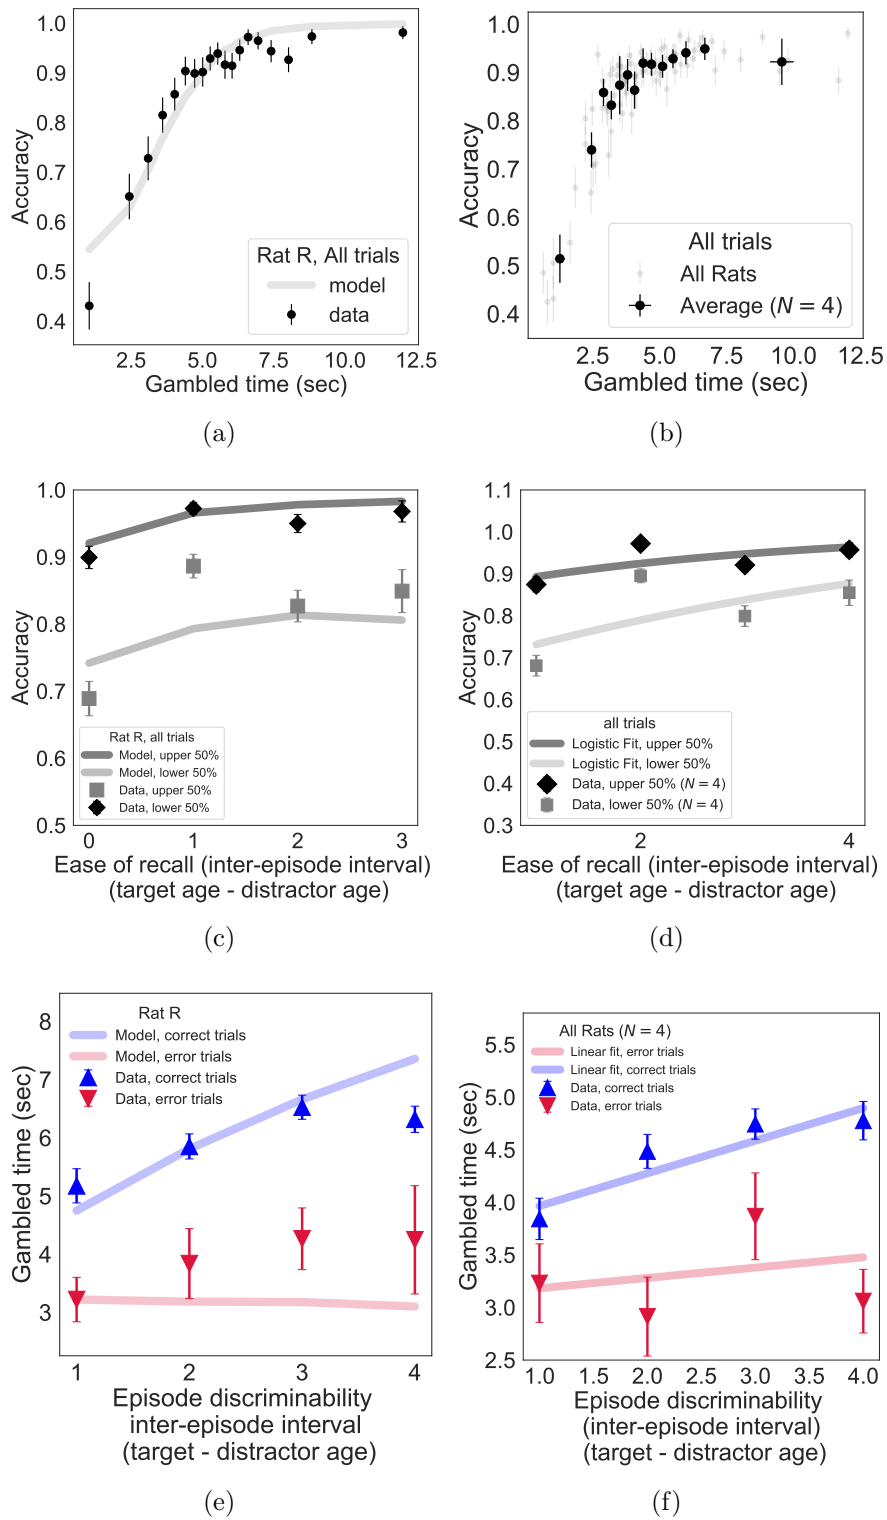 1.0
0.9
0.8
0.7
0.6
0.5
0.4
Accuracy
Rat R, All trials
model
data
2.5 5.0 7.5 10.0 12.5
Gambled time (sec)
(a)
1.0
0.9
0.8
0.7
0.6
0.5
0.4
Accuracy
All trials
All Rats
Average (N = 4)
2.5 5.0 7.5 10.0 12.5
Gambled time (sec)
(b)
1.0
0.9
0.8
0.7
0.6
0.5
Accuracy
Rat R, all trials
Model, upper 50%
Model, lower 50%
Data, upper 50%
Data, lower 50%
0 1 2 3
Ease of recall (inter-episode interval)
(target age - distractor age)
(c)
1.1
1.0
0.9
0.8
0.7
0.6
0.5
0.4
0.3
Accuracy
all trials
Logistic Fit, upper 50%
Logistic Fit, lower 50%
Data, upper 50% (N = 4)
Data, lower 50% (N = 4)
2 4
Ease of recall (inter-episode interval)
(target age - distractor age)
(d)
8
7
6
5
4
3
Gambled time (sec)
Rat R
Model, correct trials
Model, error trials
Data, correct trials
Data, error trials
1 2 3 4
Episode discriminability
inter-episode interval
(target - distractor age)
(e)
5.5
5.0
4.5
4.0
3.5
3.0
2.5
Gambled time (sec)
All Rats (N = 4)
Linear fit, error trials
Linear fit, correct trials
Data, correct trials
Data, error trials
1.0 1.5 2.0 2.5 3.0 3.5 4.0
Episode discriminability
(inter-episode interval)
(target - distractor age)
(f)